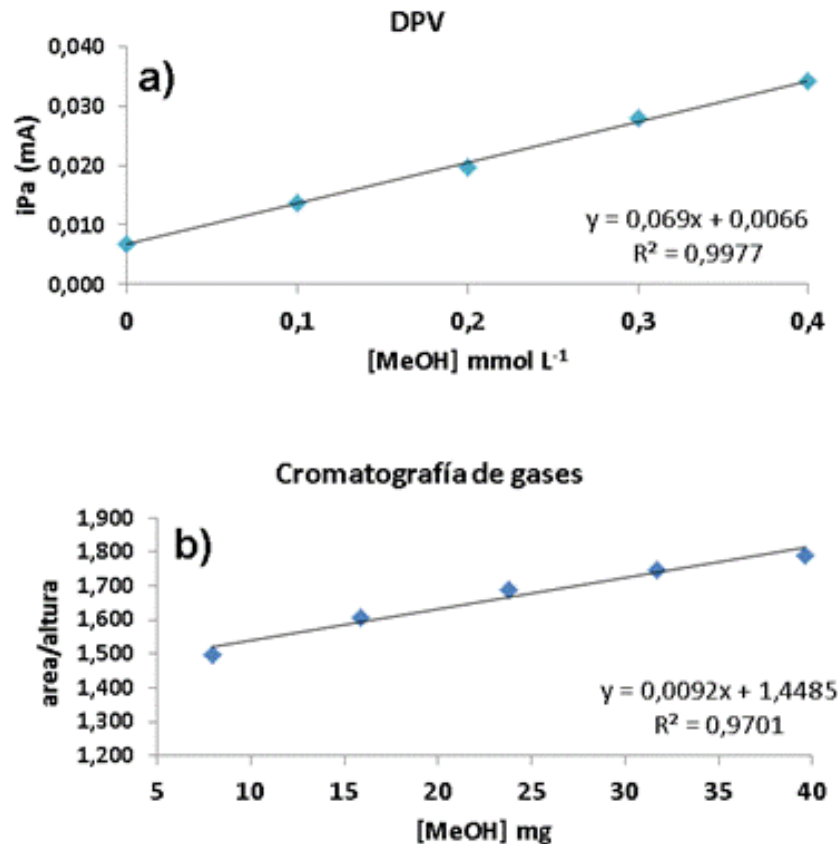 DPV
a)
iPa (mA)
0,040
0,030
0,020
0,010
0,000
y = 0,069x + 0,0066
R² = 0,9977
0 0,1 0,2 0,3 0,4
[MeOH] mmol L⁻¹
Cromatografía de gases
b)
area/altura
1,900
1,800
1,700
1,600
1,500
1,400
1,300
1,200
y = 0,0092x + 1,4485
R² = 0,9701
5 10 15 20 25 30 35 40
[MeOH] mg